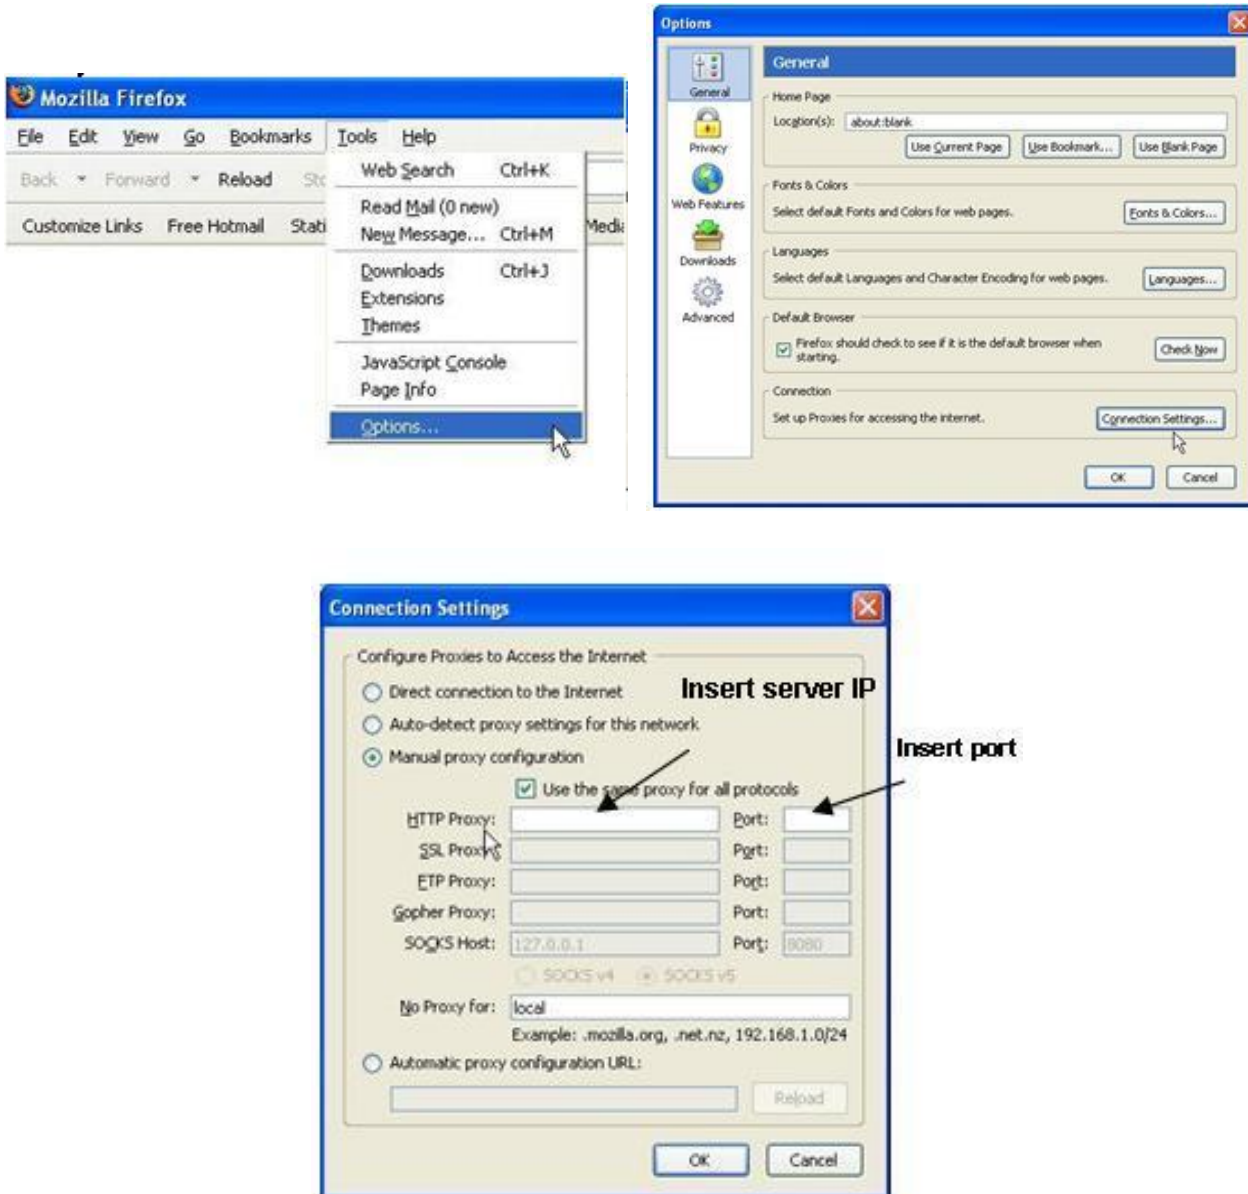 Mozilla Firefox
File Edit View Go Bookmarks Tools Help
Back Forward Reload
Customize Links Free Hotmail
Web Search Ctrl+K
Read Mail (0 new)
New Message... Ctrl+M
Downloads Ctrl+J
Extensions
Themes
JavaScript Console
Page Info
Options...
Options
General
Privacy
Web Features
Downloads
Advanced
General
Home Page
Location(s): about:blank
Use Current Page Use Bookmark... Use Blank Page
Fonts & Colors
Select default Fonts and Colors for web pages. Fonts & Colors...
Languages
Select default Languages and Character Encoding for web pages. Languages...
Default Browser
Firefox should check to see if it is the default browser when
starting. Check Now
Connection
Set up Proxies for accessing the internet. Connection Settings...
OK Cancel
Connection Settings
Configure Proxies to Access the Internet
Direct connection to the Internet
Insert server IP
Auto-detect proxy settings for this network
Insert port
Manual proxy configuration
Use the same proxy for all protocols
HTTP Proxy: Port:
SSL Proxy Port:
FTP Proxy: Port:
Gopher Proxy: Port:
SOCKS Host: 127.0.0.1 Port: 8080
SOCKS v4 SOCKS v5
No Proxy for: local
Example: .mozilla.org, .net.nz, 192.168.1.0/24
Automatic proxy configuration URL:
Reload
OK Cancel